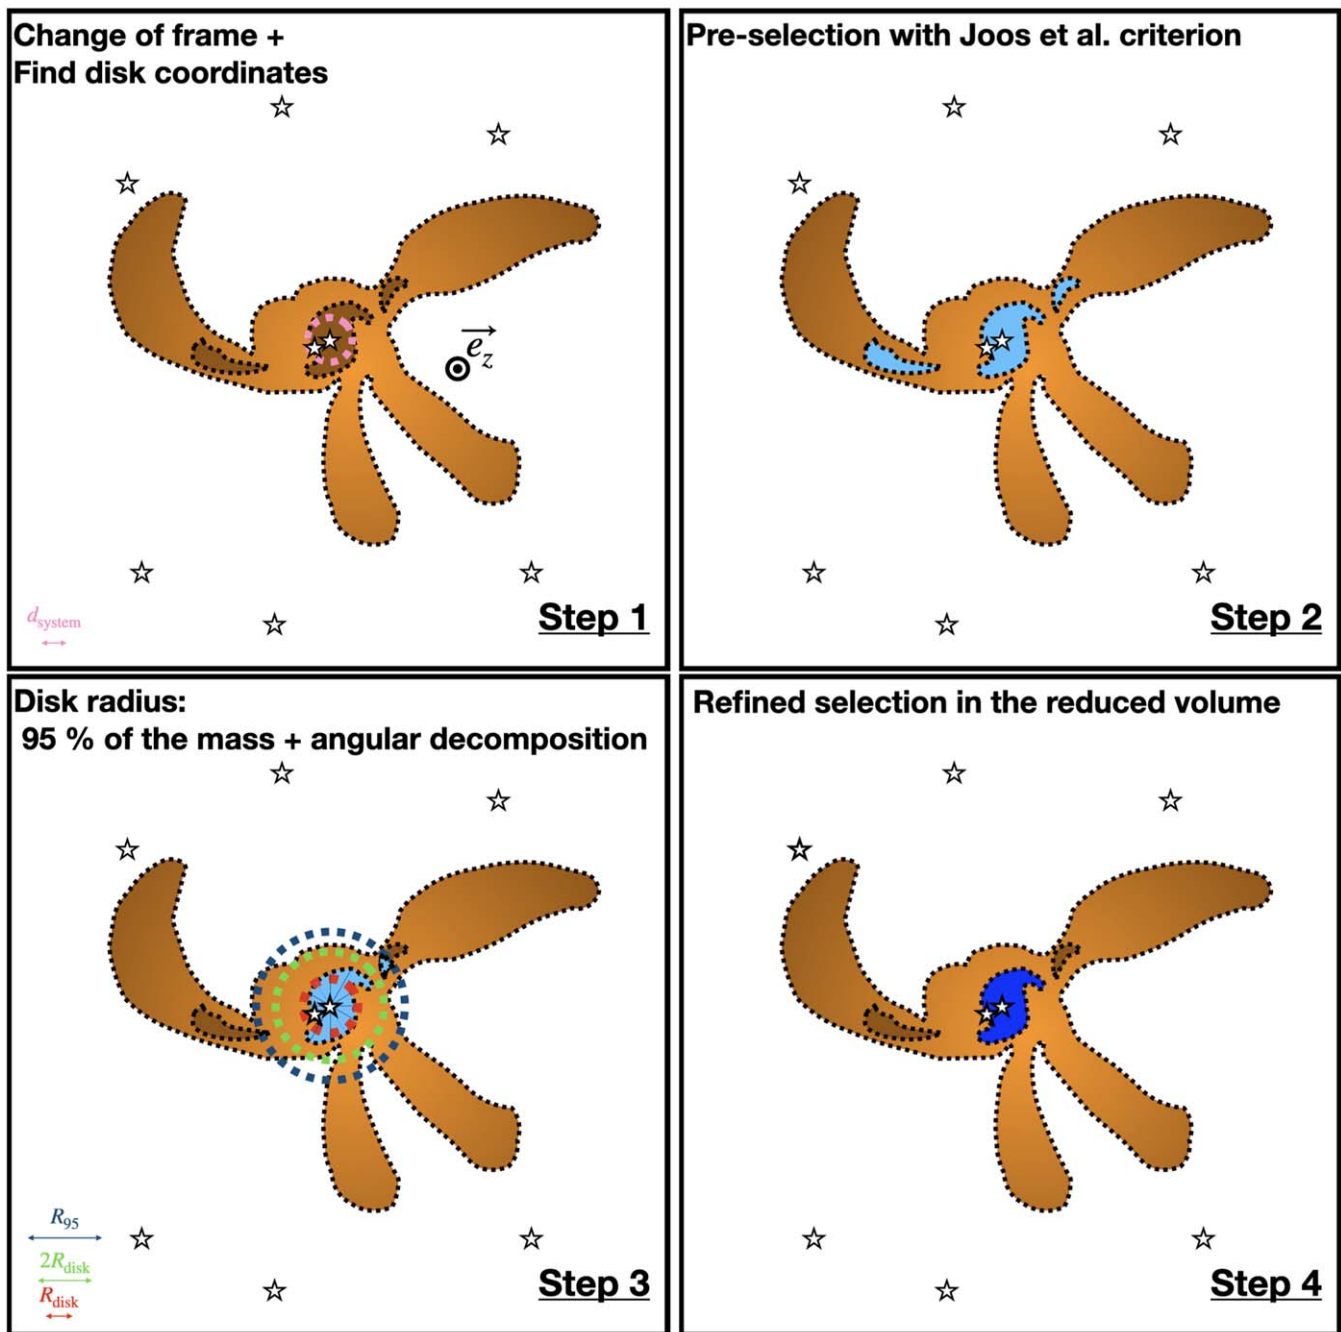 Change of frame +
Find disk coordinates
e_z
d_system
Step 1
Pre-selection with Joos et al. criterion
Step 2
Disk radius:
95 % of the mass + angular decomposition
R_95
2R_disk
R_disk
Step 3
Refined selection in the reduced volume
Step 4